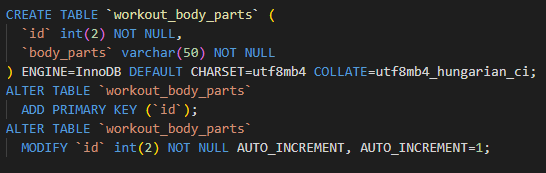 CREATE TABLE `workout_body_parts` (
  `id` int(2) NOT NULL,
  `body_parts` varchar(50) NOT NULL
) ENGINE=InnoDB DEFAULT CHARSET=utf8mb4 COLLATE=utf8mb4_hungarian_ci;
ALTER TABLE `workout_body_parts`
  ADD PRIMARY KEY (`id`);
ALTER TABLE `workout_body_parts`
  MODIFY `id` int(2) NOT NULL AUTO_INCREMENT, AUTO_INCREMENT=1;